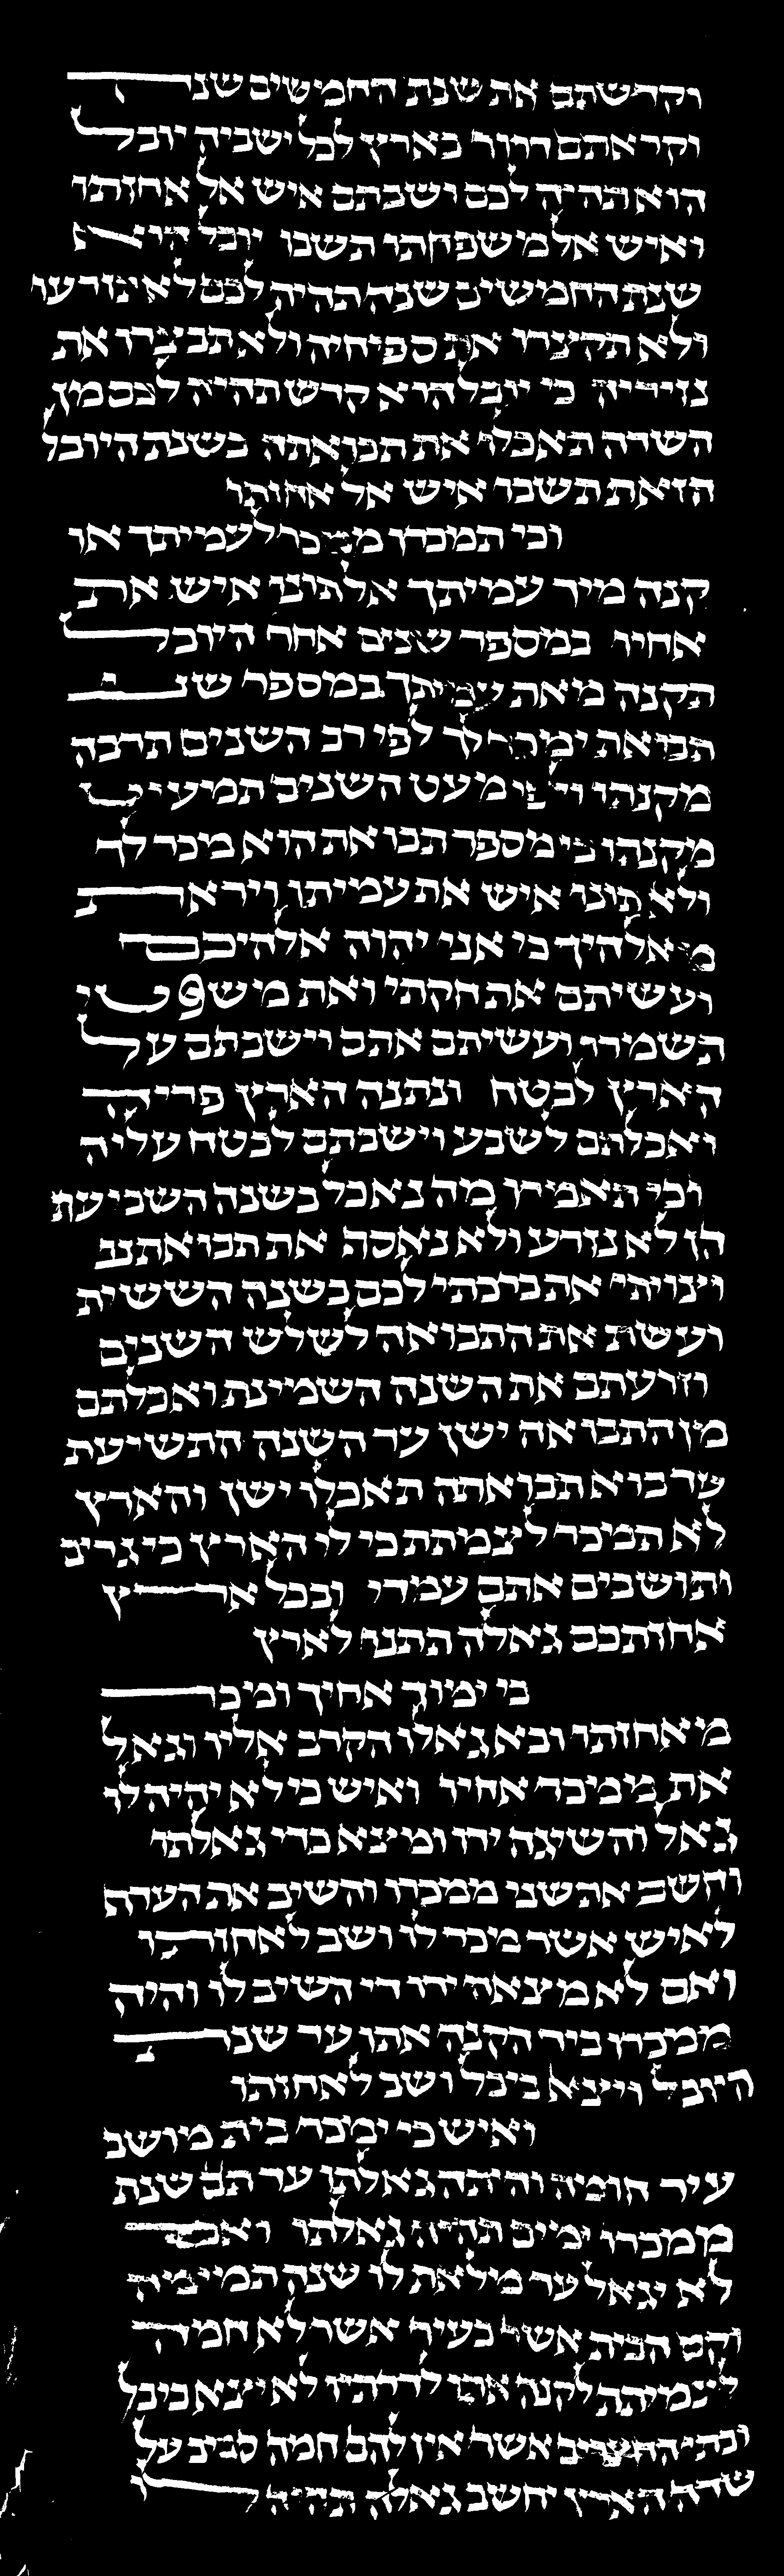 וקדשתם את שנת החמישים שנה
וקראתם דרור בארץ לכל ישביה יובל
הוא תהיה לכם ושבתם איש אל אחזתו
ואיש אל משפחתו תשבו יובל הוא
שנת החמישים שנה תהיה לכם לא תזרעו
ולא תקצרו את ספיחיה ולא תבצרו את
נזיריה כי יובל הוא קדש תהיה לכם מן
השדה תאכלו את תבואתה בשנת היובל
הזאת תשבו איש אל אחזתו
וכי תמכרו ממכר לעמיתך או
קנה מיד עמיתך אל תונו איש את
אחיו במספר שנים אחר היובל
תקנה מאת עמיתך במספר שני
תבואת ימכר לך לפי רב השנים תרבה
מקנתו ולפי מעט השנים תמעיט
מקנתו כי מספר תבואת הוא מכר לך
ולא תונו איש את עמיתו ויראת
מאלהיך כי אני יהוה אלהיכם
ועשיתם את חקתי ואת משפטי
תשמרו ועשיתם אתם וישבתם על
הארץ לבטח ונתנה הארץ פריה
ואכלתם לשבע וישבתם לבטח עליה
וכי תאמרו מה נאכל בשנה השביעת
הן לא נזרע ולא נאסף את תבואתנו
וצויתי את ברכתי לכם בשנה הששית
ועשת את התבואה לשלש השנים
וזרעתם את השנה השמינת ואכלתם
מן התבואה ישן עד השנה התשיעת
עד בוא תבואתה תאכלו ישן והארץ
לא תמכר לצמתת כי לי הארץ כי גרים
ותושבים אתם עמדי ובכל ארץ
אחזתכם גאלה תתנו לארץ
כי ימוך אחיך ומכר
מאחזתו ובא גאלו הקרב אליו וגאל
את ממכר אחיו ואיש כי לא יהיה לו
גאל והשיגה ידו ומצא כדי גאלתו
וחשב את שני ממכרו והשיב את העדף
לאיש אשר מכר לו ושב לאחזתו
ואם לא מצאה ידו די השיב לו והיה
ממכרו ביד הקנה אתו עד שנת
היובל ויצא ביבל ושב לאחזתו
ואיש כי ימכר בית מושב
עיר חומה והיתה גאלתו עד תם שנת
ממכרו ימים תהיה גאלתו ואם
לא יגאל עד מלאת לו שנה תמימה
וקם הבית אשר בעיר אשר לא חמה
לצמיתת לקנה אתו לדרתיו לא יצא ביבל
ובתי החצרים אשר אין להם חמה סביב על
שדה הארץ יחשב גאלה תהיה לו